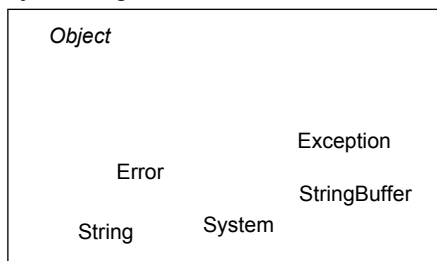 Object
Exception
Error
StringBuffer
System
String